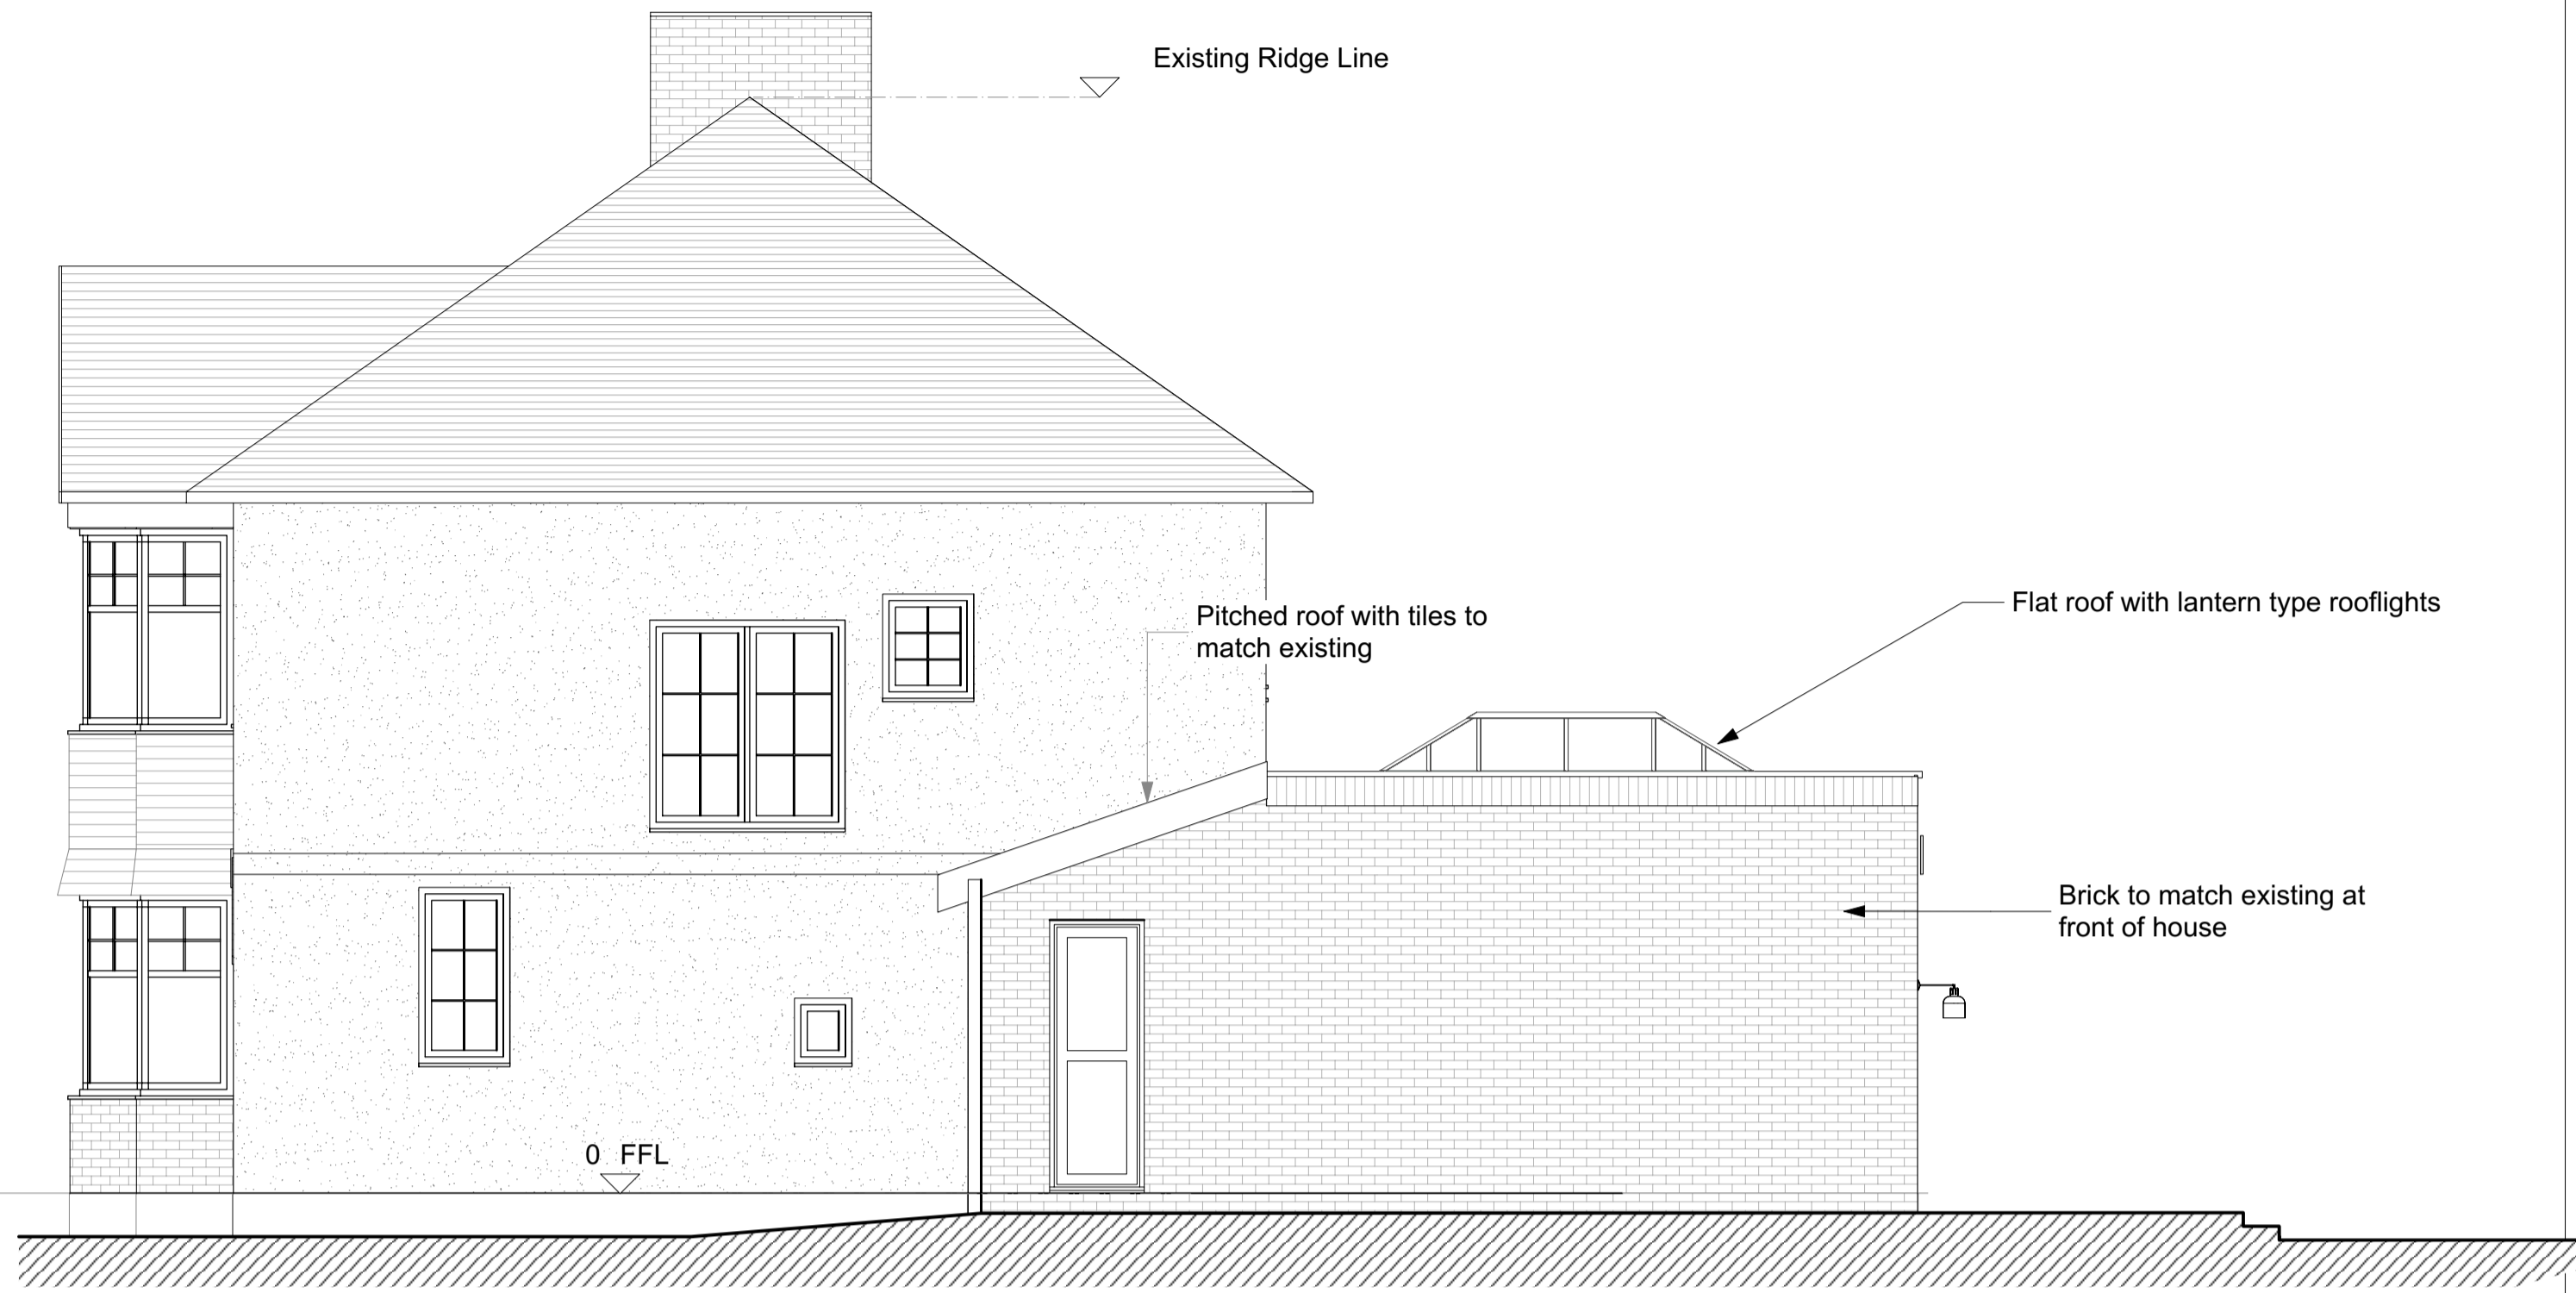 Existing Ridge Line
Pitched roof with tiles to
match existing
Flat roof with lantern type rooflights
Brick to match existing at
front of house
0 FFL